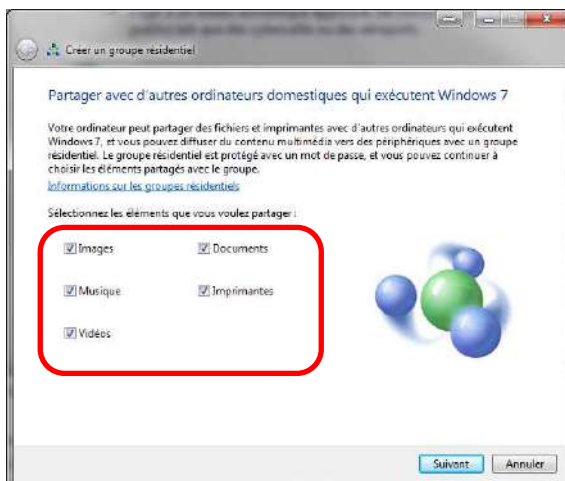 Créer un groupe résidentiel
Partager avec d'autres ordinateurs domestiques qui exécutent Windows 7
Votre ordinateur peut partager des fichiers et imprimantes avec d'autres ordinateurs qui exécutent
Windows 7, et vous pouvez diffuser du contenu multimédia vers des périphériques avec un groupe
résidentiel. Le groupe résidentiel est protégé avec un mot de passe, et vous pouvez continuer à
choisir les éléments partagés avec le groupe.
Informations sur les groupes résidentiels
Sélectionnez les éléments que vous voulez partager :
Images Documents
Musique Imprimantes
Vidéos
Suivant Annuler